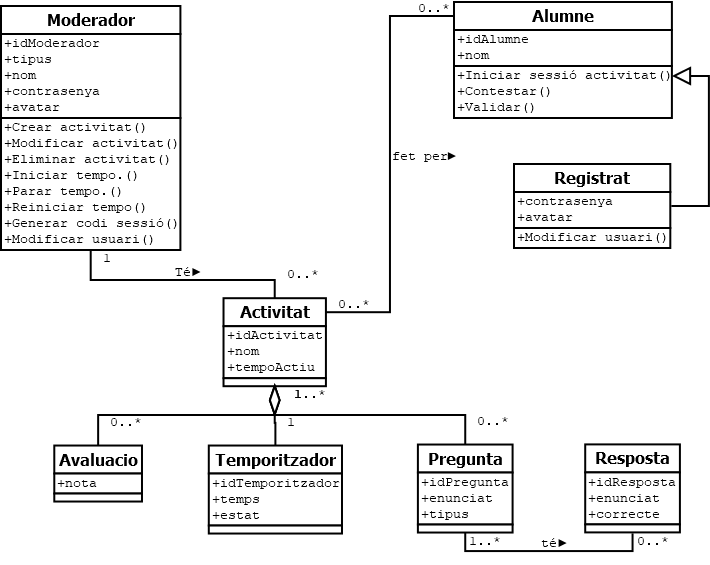 Moderador
+idModerador
+tipus
+nom
+contrasenya
+avatar
+Crear activitat()
+Modificar activitat()
+Eliminar activitat()
+Iniciar tempo.()
+Parar tempo.()
+Reiniciar tempo()
+Generar codi sessió()
+Modificar usuari()
0..*
Alumne
+idAlumne
+nom
+Iniciar sessió activitat()
+Contestar()
+Validar()
fet per►
Registrat
+contrasenya
+avatar
+Modificar usuari()
1
Té►
0..*
0..*
Activitat
+idActivitat
+nom
+tempoActiu
1..*
0..*
1
0..*
Avaluacio
+nota
Temporitzador
+idTemporitzador
+temps
+estat
Pregunta
+idPregunta
+enunciat
+tipus
Resposta
+idResposta
+enunciat
+correcte
1..*
té►
0..*